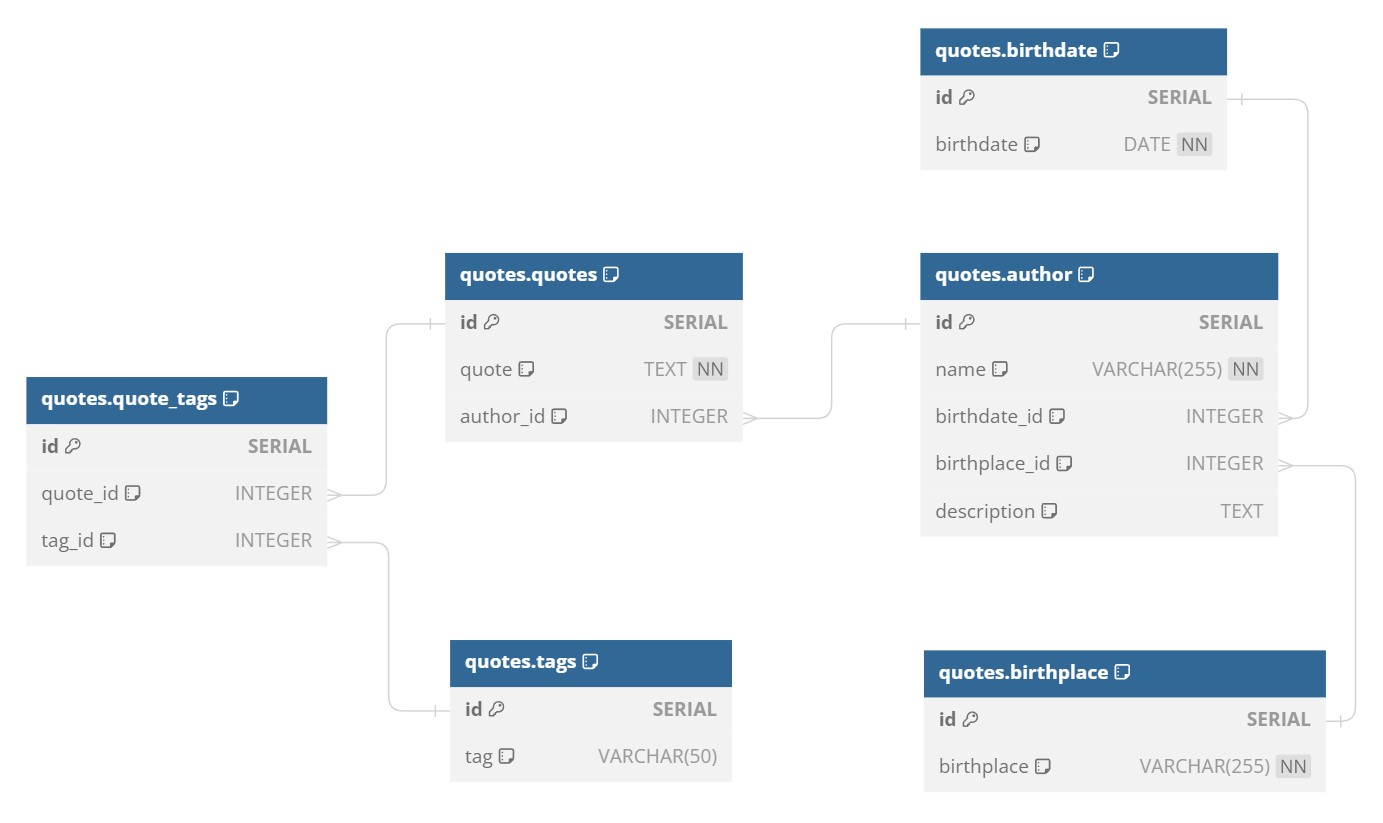 quotes.birthdate
id SERIAL
birthdate DATE NN
quotes.quotes
id SERIAL
quote TEXT NN
author_id INTEGER
quotes.author
id SERIAL
name VARCHAR(255) NN
birthdate_id INTEGER
birthplace_id INTEGER
description TEXT
quotes.quote_tags
id SERIAL
quote_id INTEGER
tag_id INTEGER
quotes.tags
id SERIAL
tag VARCHAR(50)
quotes.birthplace
id SERIAL
birthplace VARCHAR(255) NN